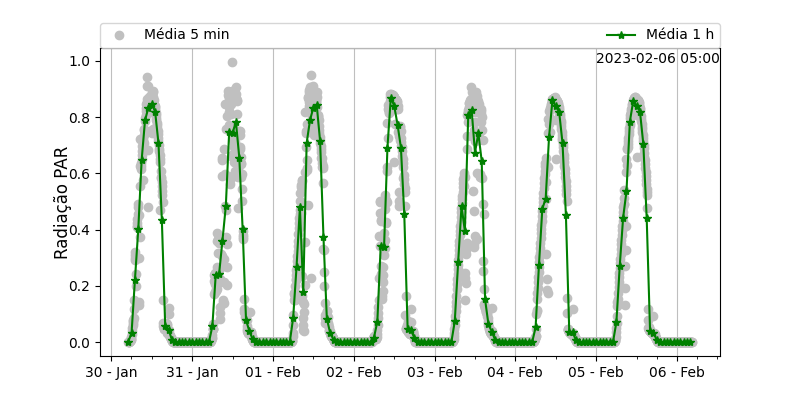 Média 5 min
Média 1 h
2023-02-06 05:00
Radiação PAR
1.0
0.8
0.6
0.4
0.2
0.0
30 - Jan
31 - Jan
01 - Feb
02 - Feb
03 - Feb
04 - Feb
05 - Feb
06 - Feb